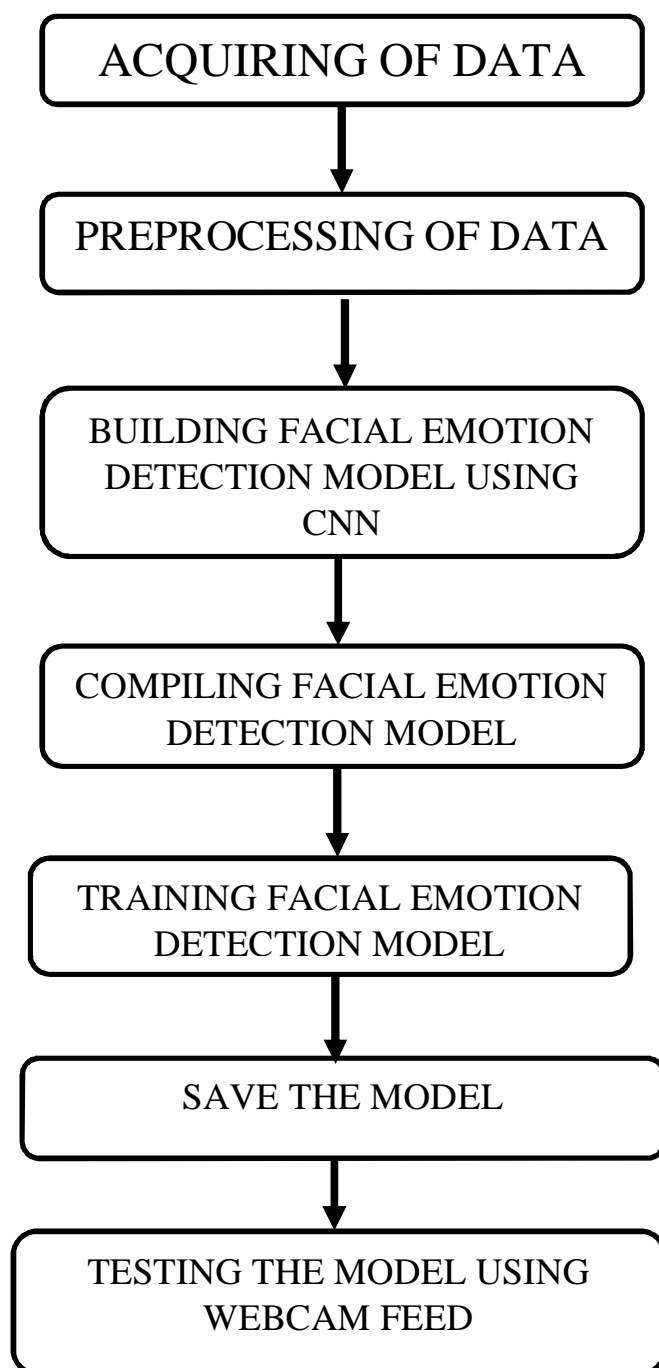 ACQUIRING OF DATA
PREPROCESSING OF DATA
BUILDING FACIAL EMOTION
DETECTION MODEL USING
CNN
COMPILING FACIAL EMOTION
DETECTION MODEL
TRAINING FACIAL EMOTION
DETECTION MODEL
SAVE THE MODEL
TESTING THE MODEL USING
WEBCAM FEED